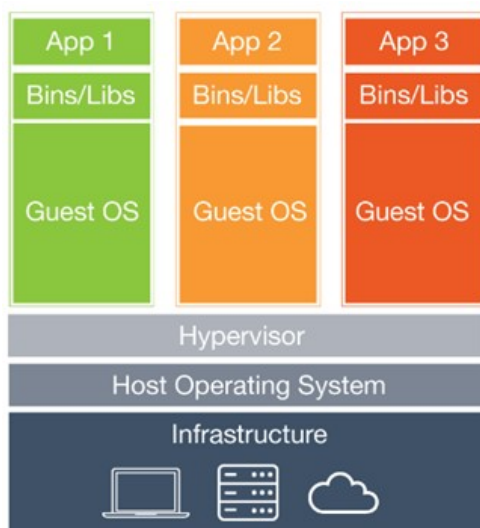 App 1
App 2
App 3
Bins/Libs
Bins/Libs
Bins/Libs
Guest OS
Guest OS
Guest OS
Hypervisor
Host Operating System
Infrastructure